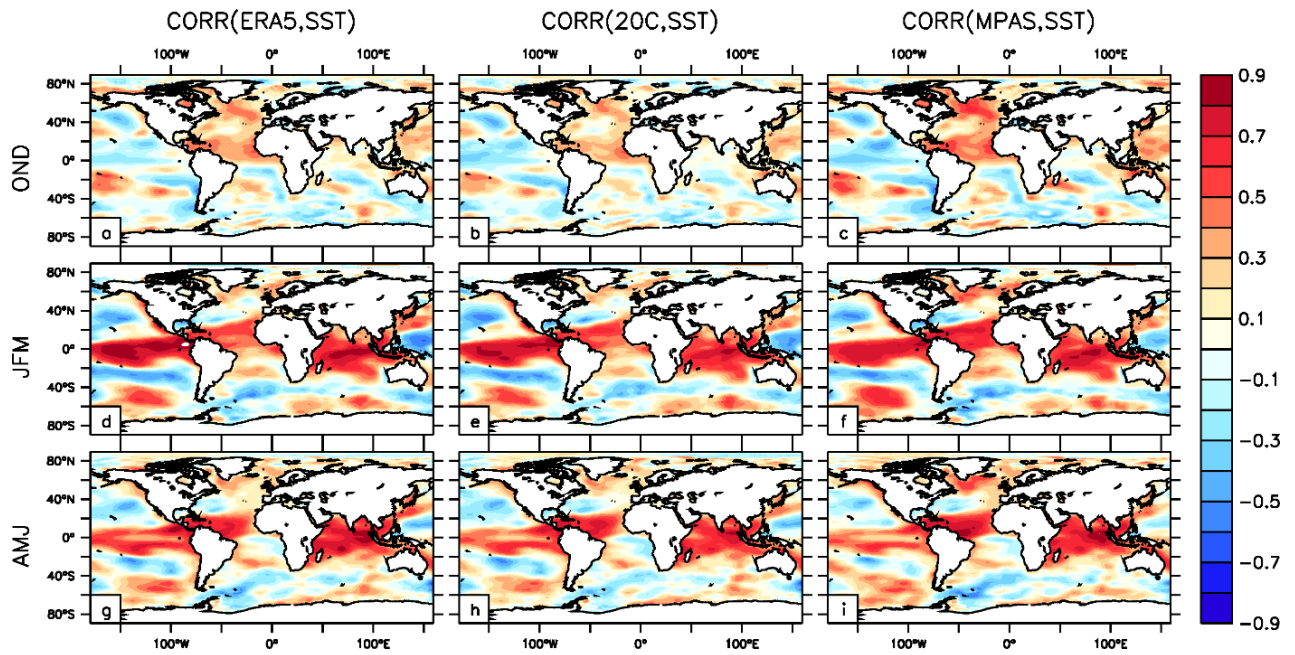 CORR(ERA5,SST) CORR(20C,SST) CORR(MPAS,SST)
100°W 0° 100°E 100°W 0° 100°E 100°W 0° 100°E
OND
80°N
40°N
0°
40°S
80°S
a b c
JFM
80°N
40°N
0°
40°S
80°S
d e f
AMJ
80°N
40°N
0°
40°S
80°S
g h i
100°W 0° 100°E 100°W 0° 100°E 100°W 0° 100°E
0.9
0.7
0.5
0.3
0.1
−0.1
−0.3
−0.5
−0.7
−0.9